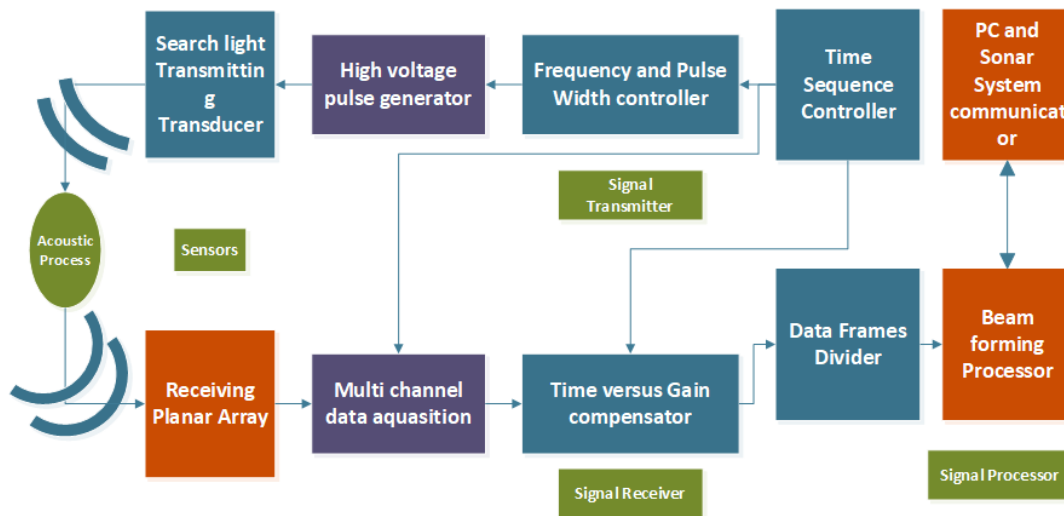 Search light
Transmittin
g
Transducer
High voltage
pulse generator
Frequency and Pulse
Width controller
Time
Sequence
Controller
PC and
Sonar
System
communicat
or
Signal
Transmitter
Acoustic
Process
Sensors
Receiving
Planar Array
Multi channel
data aquasition
Time versus Gain
compensator
Data Frames
Divider
Beam
forming
Processor
Signal Receiver
Signal Processor